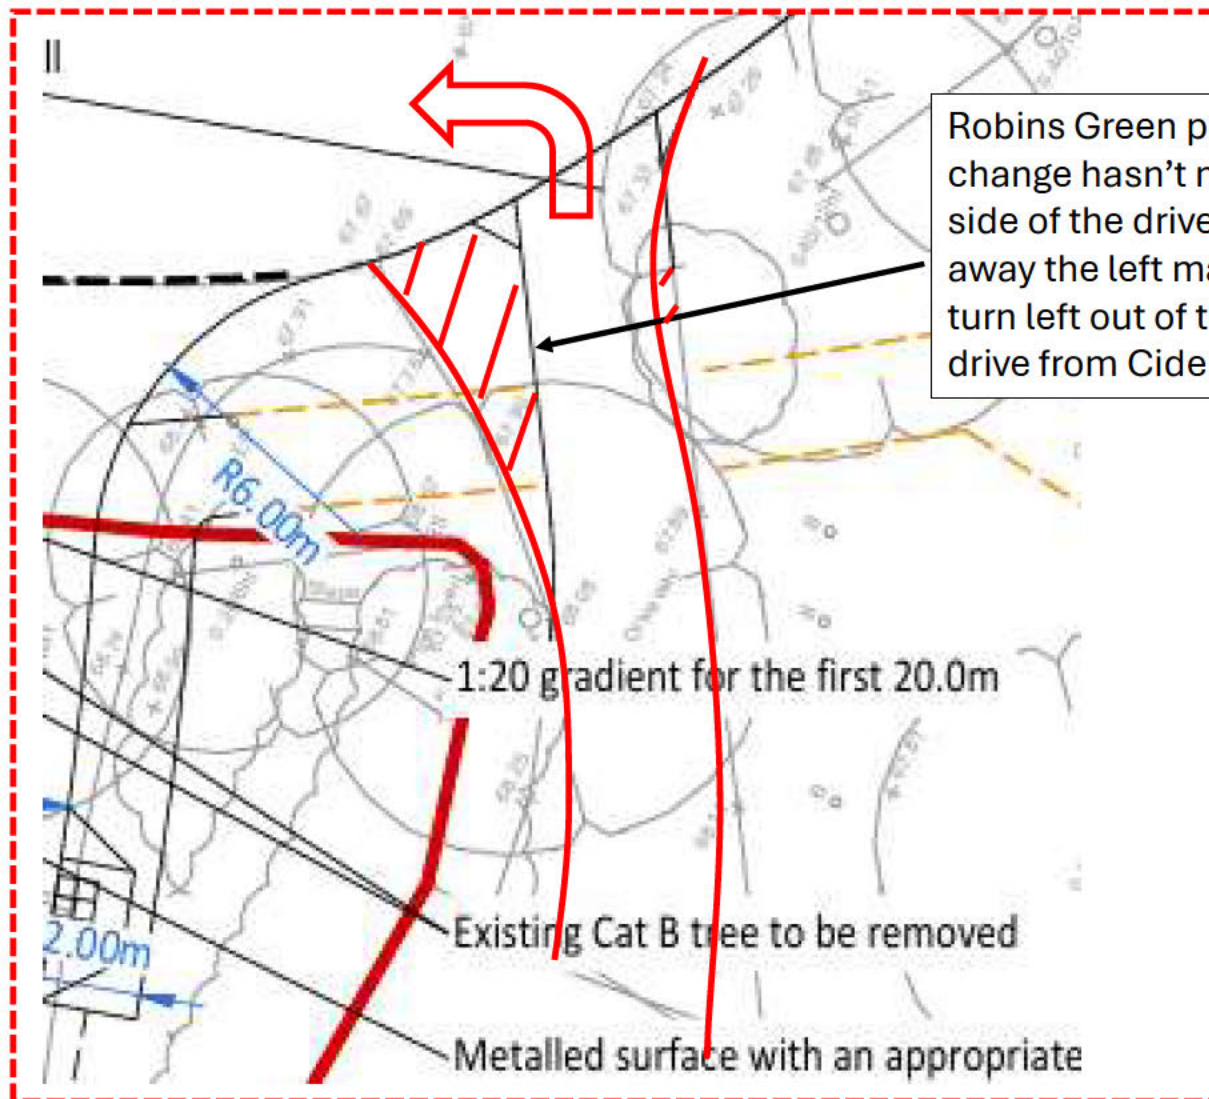 ll
Robins Green p
change hasn’t n
side of the drive
away the left ma
turn left out of t
drive from Cide
R6.00m
1:20 gradient for the first 20.0m
Existing Cat B tree to be removed
2.00m
Metalled surface with an appropriate